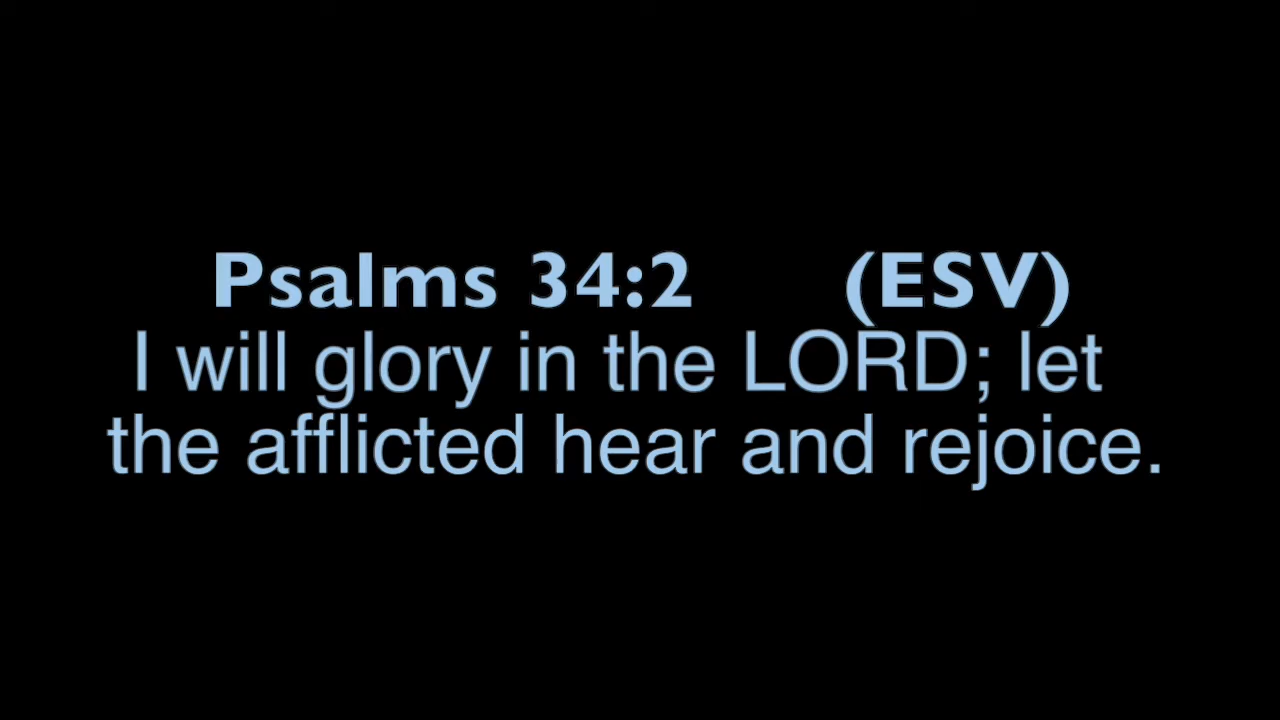 Psalms 34:2 (ESV)
I will glory in the LORD; let
the afflicted hear and rejoice.